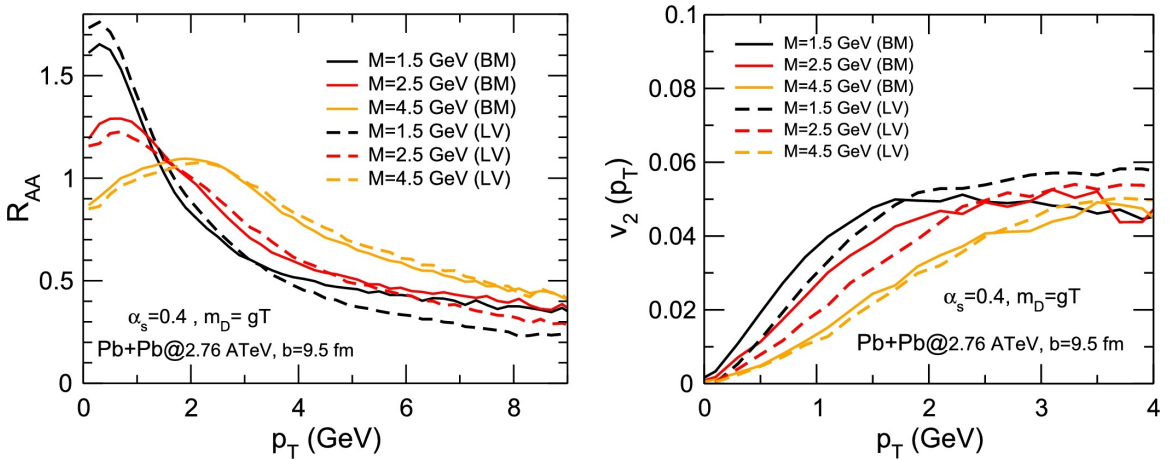 R_AA
1.5
1
0.5
0
M=1.5 GeV (BM)
M=2.5 GeV (BM)
M=4.5 GeV (BM)
M=1.5 GeV (LV)
M=2.5 GeV (LV)
M=4.5 GeV (LV)
α_s=0.4 , m_D= gT
Pb+Pb@2.76 ATeV, b=9.5 fm
0 2 4 6 8
p_T (GeV)
v_2 (p_T)
0.1
0.08
0.06
0.04
0.02
0
M=1.5 GeV (BM)
M=2.5 GeV (BM)
M=4.5 GeV (BM)
M=1.5 GeV (LV)
M=2.5 GeV (LV)
M=4.5 GeV (LV)
α_s=0.4, m_D= gT
Pb+Pb@2.76 ATeV, b=9.5 fm
0 1 2 3 4
p_T (GeV)